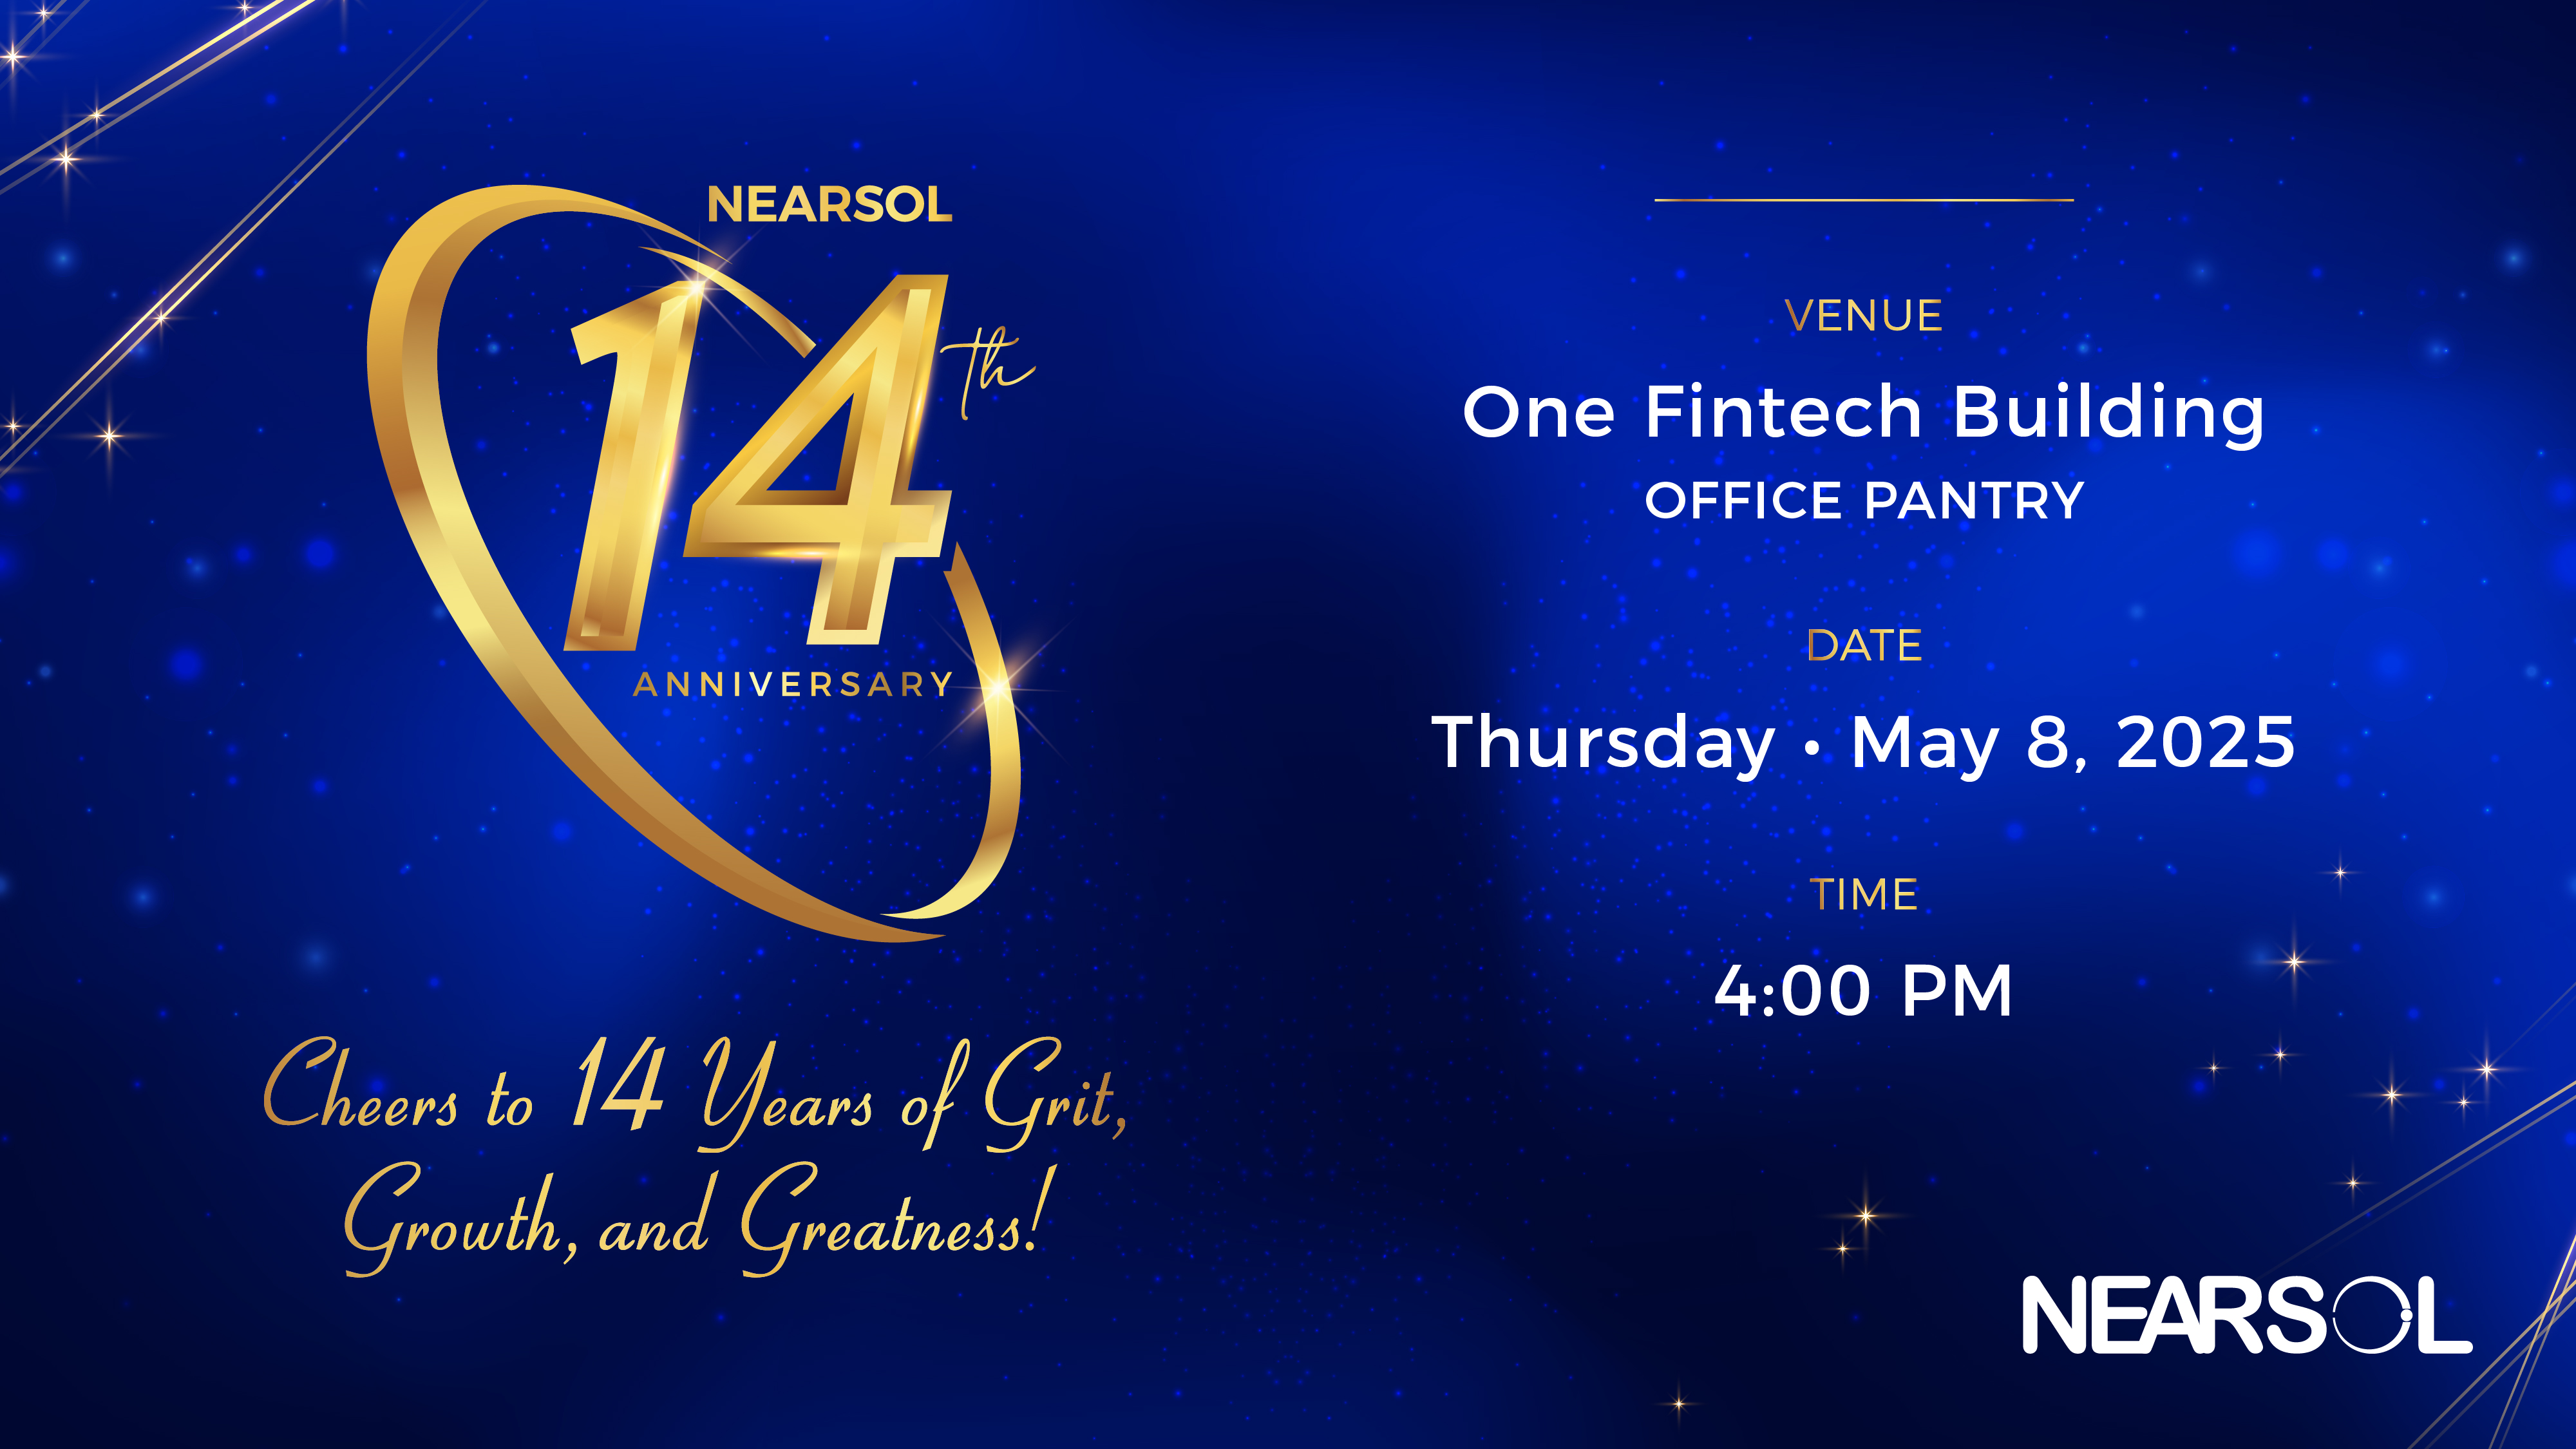 NEARSOL
14th
ANNIVERSARY
Cheers to 14 Years of Grit,
Growth, and Greatness!
VENUE
One Fintech Building
OFFICE PANTRY
DATE
Thursday • May 8, 2025
TIME
4:00 PM
NEARSOL